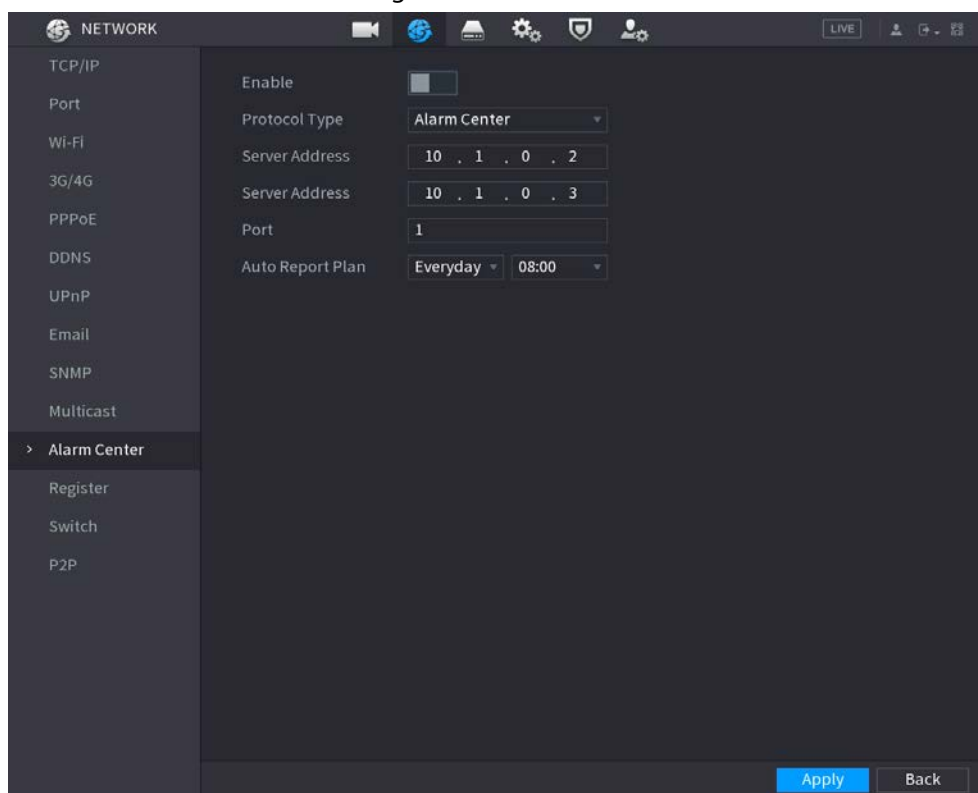 NETWORK
LIVE
TCP/IP
Port
Wi-Fi
3G/4G
PPPoE
DDNS
UPnP
Email
SNMP
Multicast
> Alarm Center
Register
Switch
P2P
Enable
Protocol Type Alarm Center
Server Address 10 . 1 . 0 . 2
Server Address 10 . 1 . 0 . 3
Port 1
Auto Report Plan Everyday 08:00
Apply Back